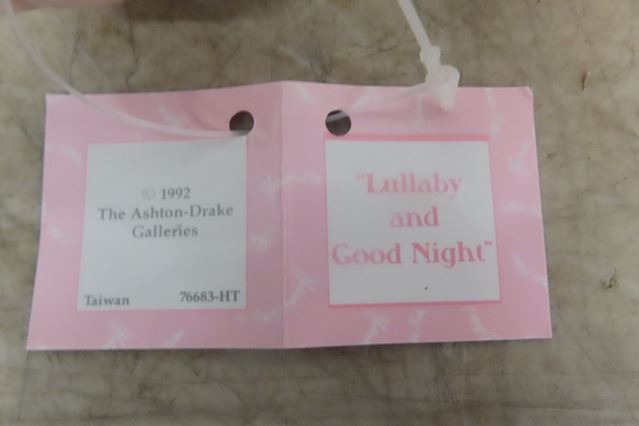 © 1992
The Ashton-Drake
Galleries
Taiwan 76683-HT
"Lullaby
and
Good Night"